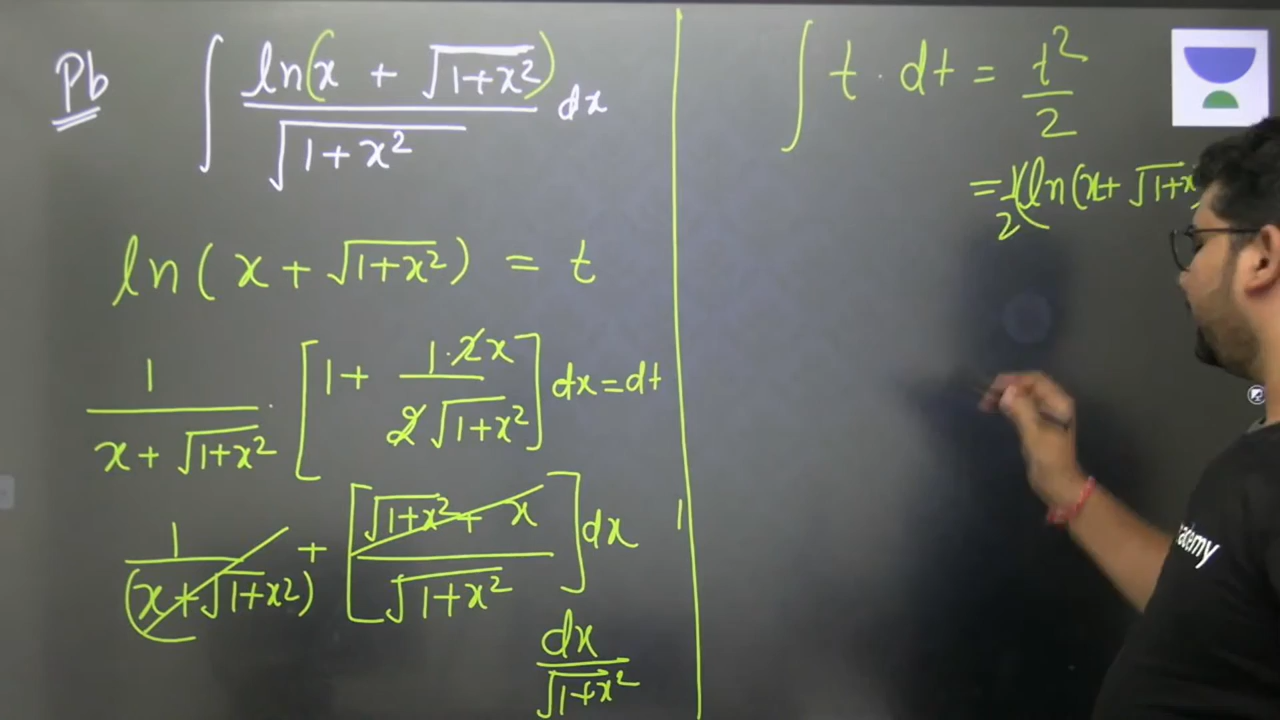 Pb ∫ ln(x + √1+x²) / √1+x² dx
ln(x + √1+x²) = t
1 / x + √1+x² · [1 + 1·2x / 2√1+x²] dx = dt
1 / (x + √1+x²) + [√1+x² + x / √1+x²] dx
dx / √1+x²
∫ t · dt = t² / 2
= 1/2 (ln(x + √1+x
ademy